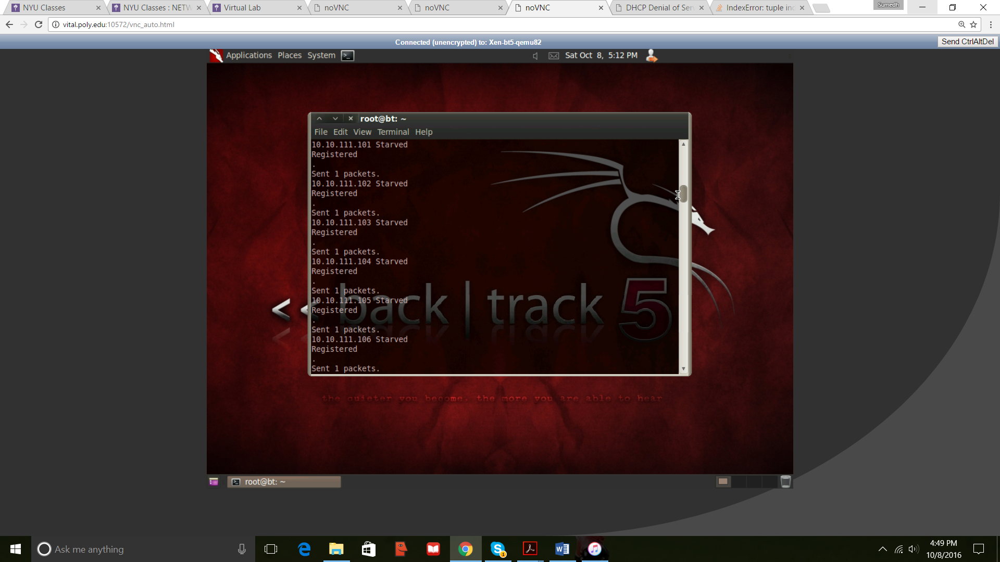 NYU Classes
NYU Classes : NETW
Virtual Lab
noVNC
noVNC
noVNC
DHCP Denial of Serv
IndexError: tuple ind
Sumedh
vital.poly.edu:10572/vnc_auto.html
Connected (unencrypted) to: Xen-bt5-qemu82
Send CtrlAltDel
Applications Places System
Sat Oct 8, 5:12 PM
root@bt: ~
File Edit View Terminal Help
10.10.111.101 Starved
Registered
.
Sent 1 packets.
10.10.111.102 Starved
Registered
.
Sent 1 packets.
10.10.111.103 Starved
Registered
.
Sent 1 packets.
10.10.111.104 Starved
Registered
.
Sent 1 packets.
10.10.111.105 Starved
Registered
.
Sent 1 packets.
10.10.111.106 Starved
Registered
.
Sent 1 packets.
<< back | track 5
the quieter you become, the more you are able to hear
root@bt: ~
Ask me anything
4:49 PM
10/8/2016